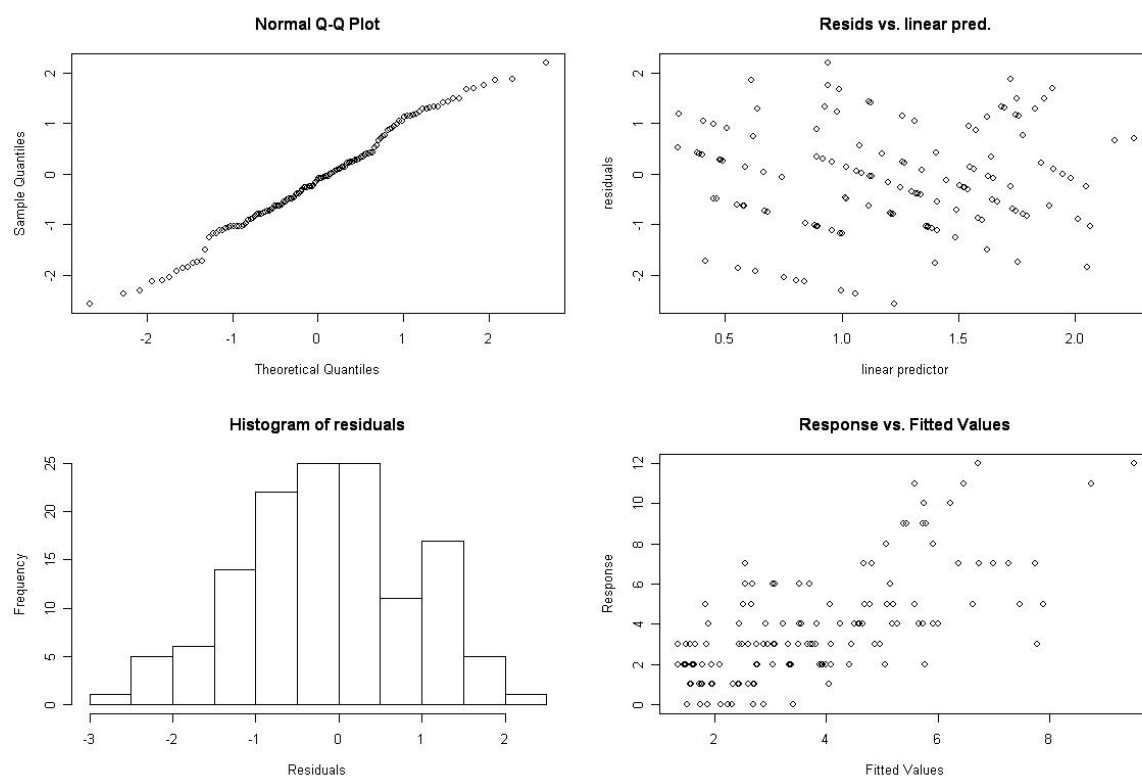 Normal Q-Q Plot
Sample Quantiles
2
1
0
-1
-2
-2 -1 0 1 2
Theoretical Quantiles
Resids vs. linear pred.
residuals
2
1
0
-1
-2
0.5 1.0 1.5 2.0
linear predictor
Histogram of residuals
Frequency
25
20
15
10
5
0
-3 -2 -1 0 1 2
Residuals
Response vs. Fitted Values
Response
12
10
8
6
4
2
0
2 4 6 8
Fitted Values